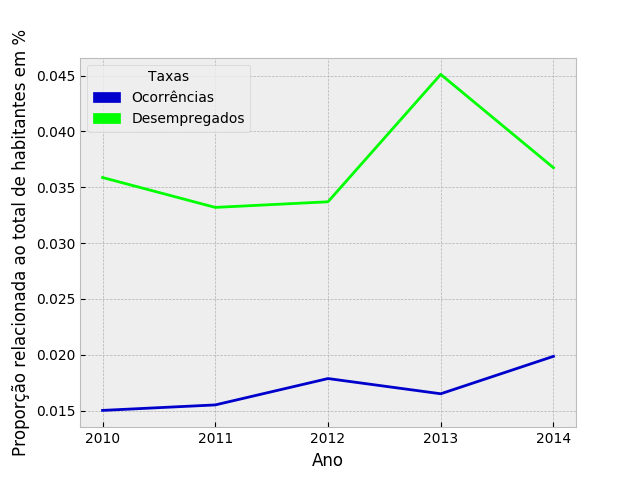 Proporção relacionada ao total de habitantes em %
0.045
0.040
0.035
0.030
0.025
0.020
0.015
Taxas
Ocorrências
Desempregados
2010 2011 2012 2013 2014
Ano